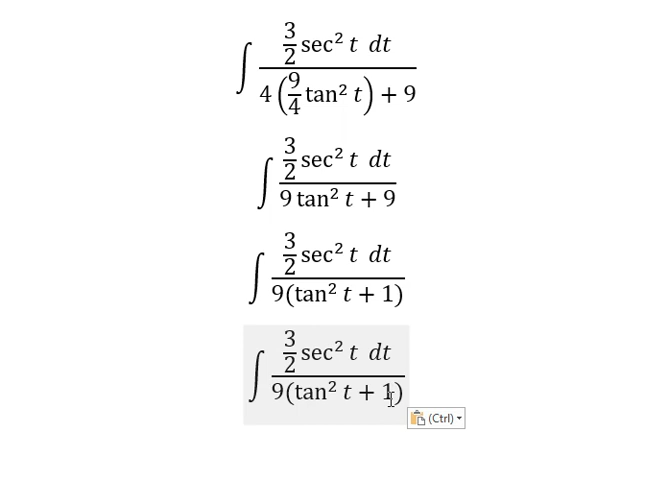 ∫ (3/2 sec² t dt) / (4(9/4 tan² t) + 9)
∫ (3/2 sec² t dt) / (9 tan² t + 9)
∫ (3/2 sec² t dt) / (9(tan² t + 1))
∫ (3/2 sec² t dt) / (9(tan² t + 1))
(Ctrl)